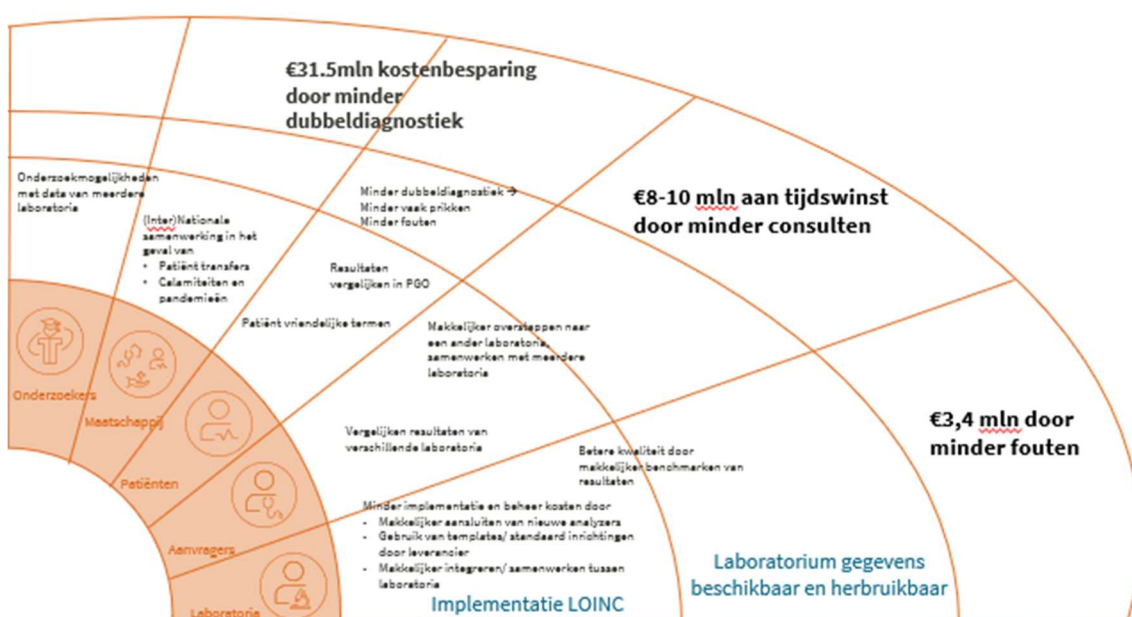 €31.5mln kostenbesparing
door minder
dubbeldiagnostiek
€8-10 mln aan tijdswinst
door minder consulten
€3,4 mln door
minder fouten
Onderzoekmogelijkheden
met data van meerdere
laboratoria
(Inter)Nationale
samenwerking in het
geval van
• Patiënt transfers
• Calamiteiten en
pandemieën
Minder dubbeldiagnostiek →
Minder vaak prikken
Minder fouten
Resultaten
vergelijken in PGO
Patiënt vriendelijke termen
Makkelijker overstappen naar
een ander laboratoria,
samenwerken met meerdere
laboratoria
Vergelijken resultaten van
verschillende laboratoria
Betere kwaliteit door
makkelijker benchmarken van
resultaten
Minder implementatie en beheer kosten door
- Makkelijker aansluiten van nieuwe analyzers
- Gebruik van templates/ standaard inrichtingen
door leverancier
- Makkelijker integreren/ samenwerken tussen
laboratoria
Onderzoekers
Maatschappij
Patiënten
Aanvragers
Laboratoria
Implementatie LOINC
Laboratorium gegevens
beschikbaar en herbruikbaar